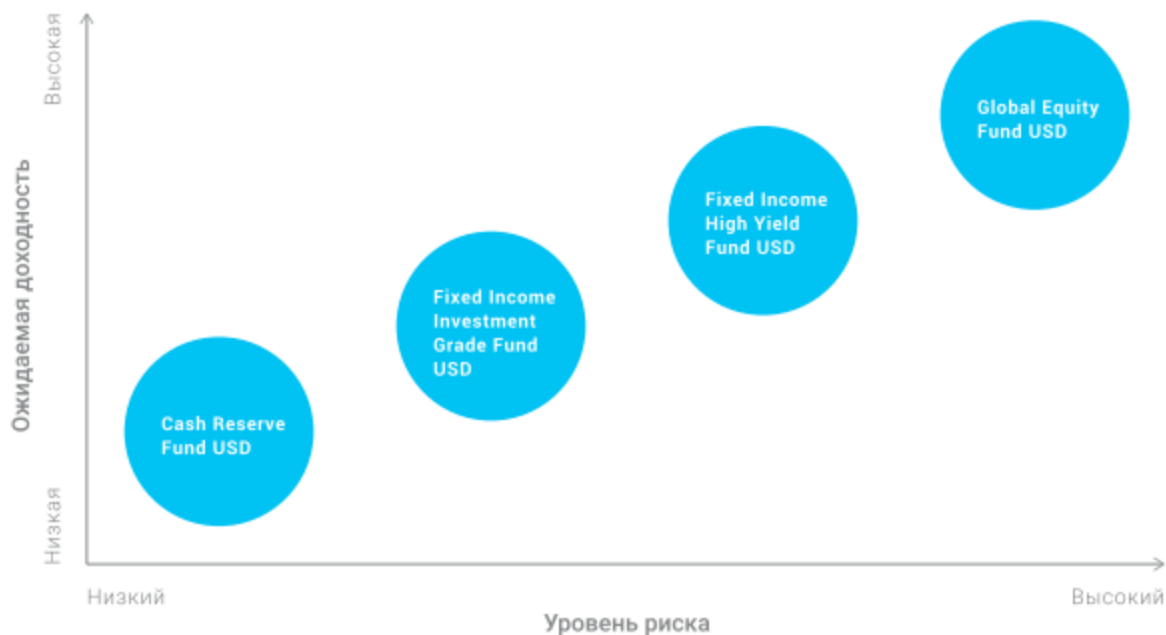 Высокая
Ожидаемая доходность
Низкая
Global Equity
Fund USD
Fixed Income
High Yield
Fund USD
Fixed Income
Investment
Grade Fund
USD
Cash Reserve
Fund USD
Низкий
Высокий
Уровень риска